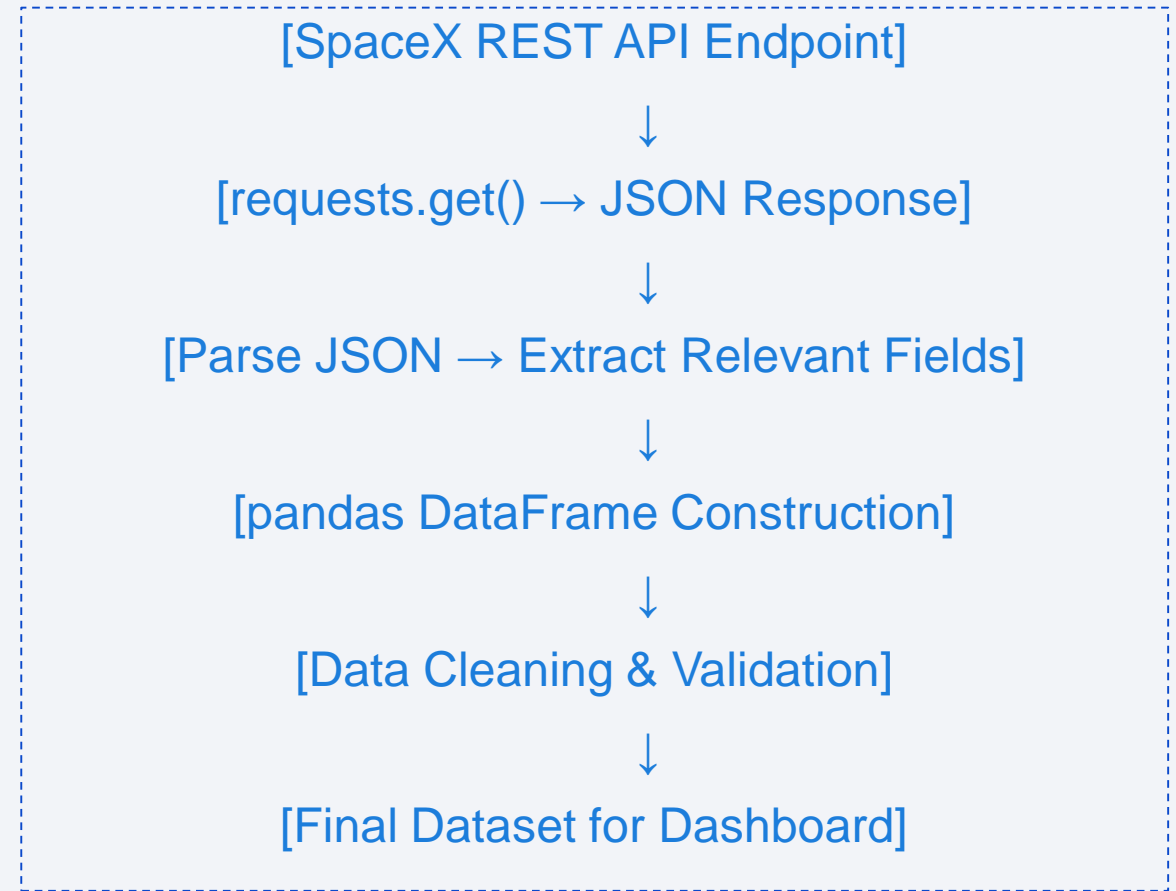 [SpaceX REST API Endpoint]
↓
[requests.get() → JSON Response]
↓
[Parse JSON → Extract Relevant Fields]
↓
[pandas DataFrame Construction]
↓
[Data Cleaning & Validation]
↓
[Final Dataset for Dashboard]